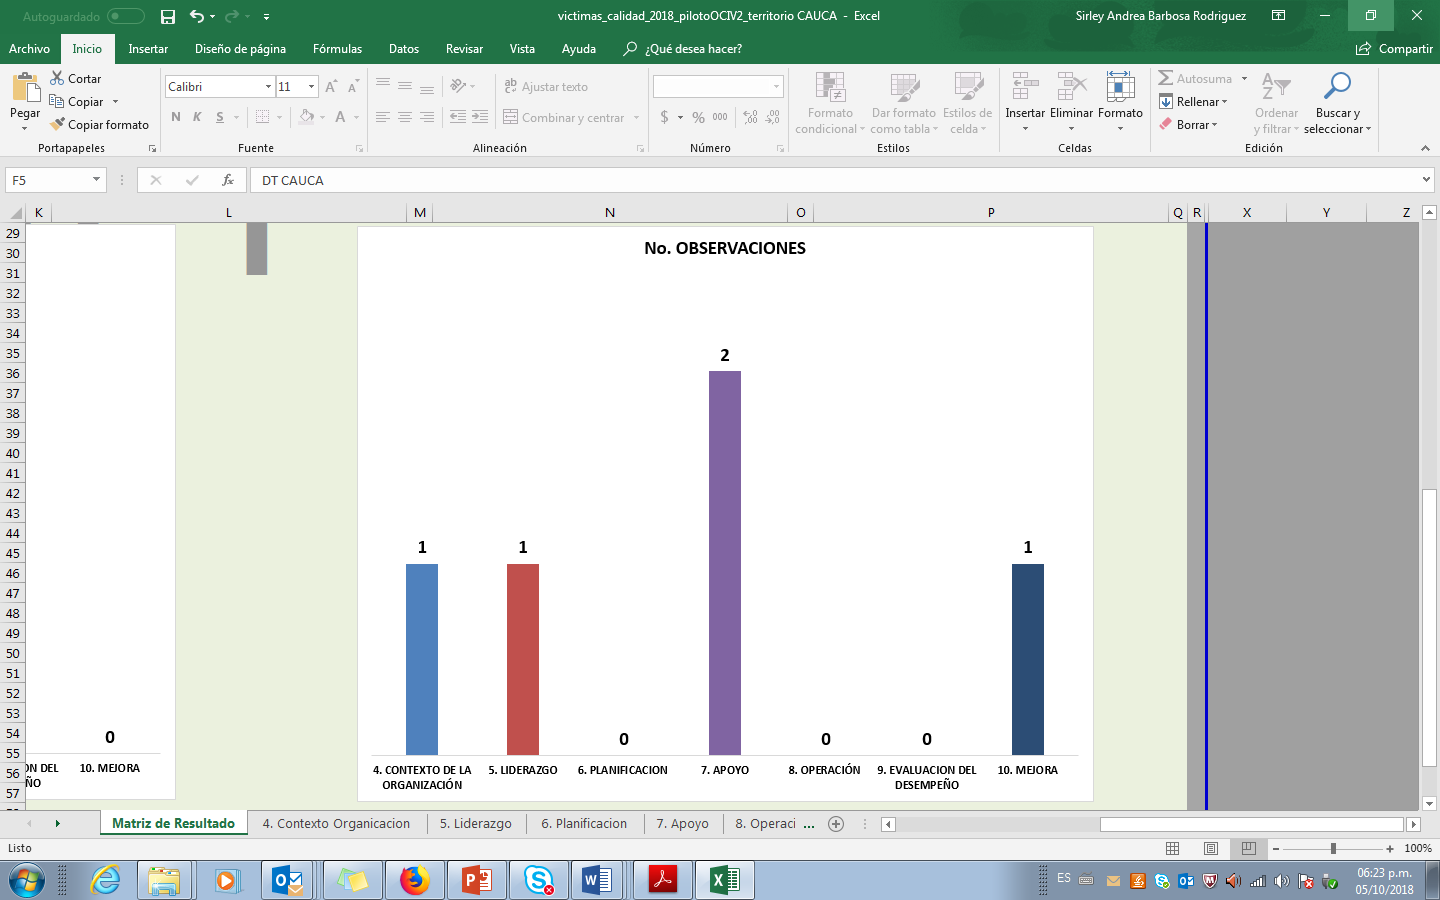 Autoguardado
victimas_calidad_2018_pilotoOCIV2_territorio CAUCA - Excel
Sirley Andrea Barbosa Rodriguez
Archivo Inicio Insertar Diseño de página Fórmulas Datos Revisar Vista Ayuda ¿Qué desea hacer? Compartir
Pegar
Cortar
Copiar
Copiar formato
Portapapeles
Calibri 11
N K S
Fuente
Ajustar texto
Combinar y centrar
Alineación
$ % 000
Número
Formato condicional
Dar formato como tabla
Estilos de celda
Estilos
Insertar Eliminar Formato
Celdas
Autosuma
Rellenar
Borrar
Ordenar y filtrar
Buscar y seleccionar
Edición
F5
fx
DT CAUCA
K L M N O P Q R X Y Z
29
30
31
32
33
34
35
36
37
38
39
40
41
42
43
44
45
46
47
48
49
50
51
52
53
54
55
56
57
0
ON DEL
ÑO
10. MEJORA
No. OBSERVACIONES
1 1 0 2 0 0 1
4. CONTEXTO DE LA ORGANIZACIÓN
5. LIDERAZGO
6. PLANIFICACION
7. APOYO
8. OPERACIÓN
9. EVALUACION DEL DESEMPEÑO
10. MEJORA
Matriz de Resultado 4. Contexto Organicacion 5. Liderazgo 6. Planificacion 7. Apoyo 8. Operaci ...
Listo
100%
ES
06:23 p.m.
05/10/2018